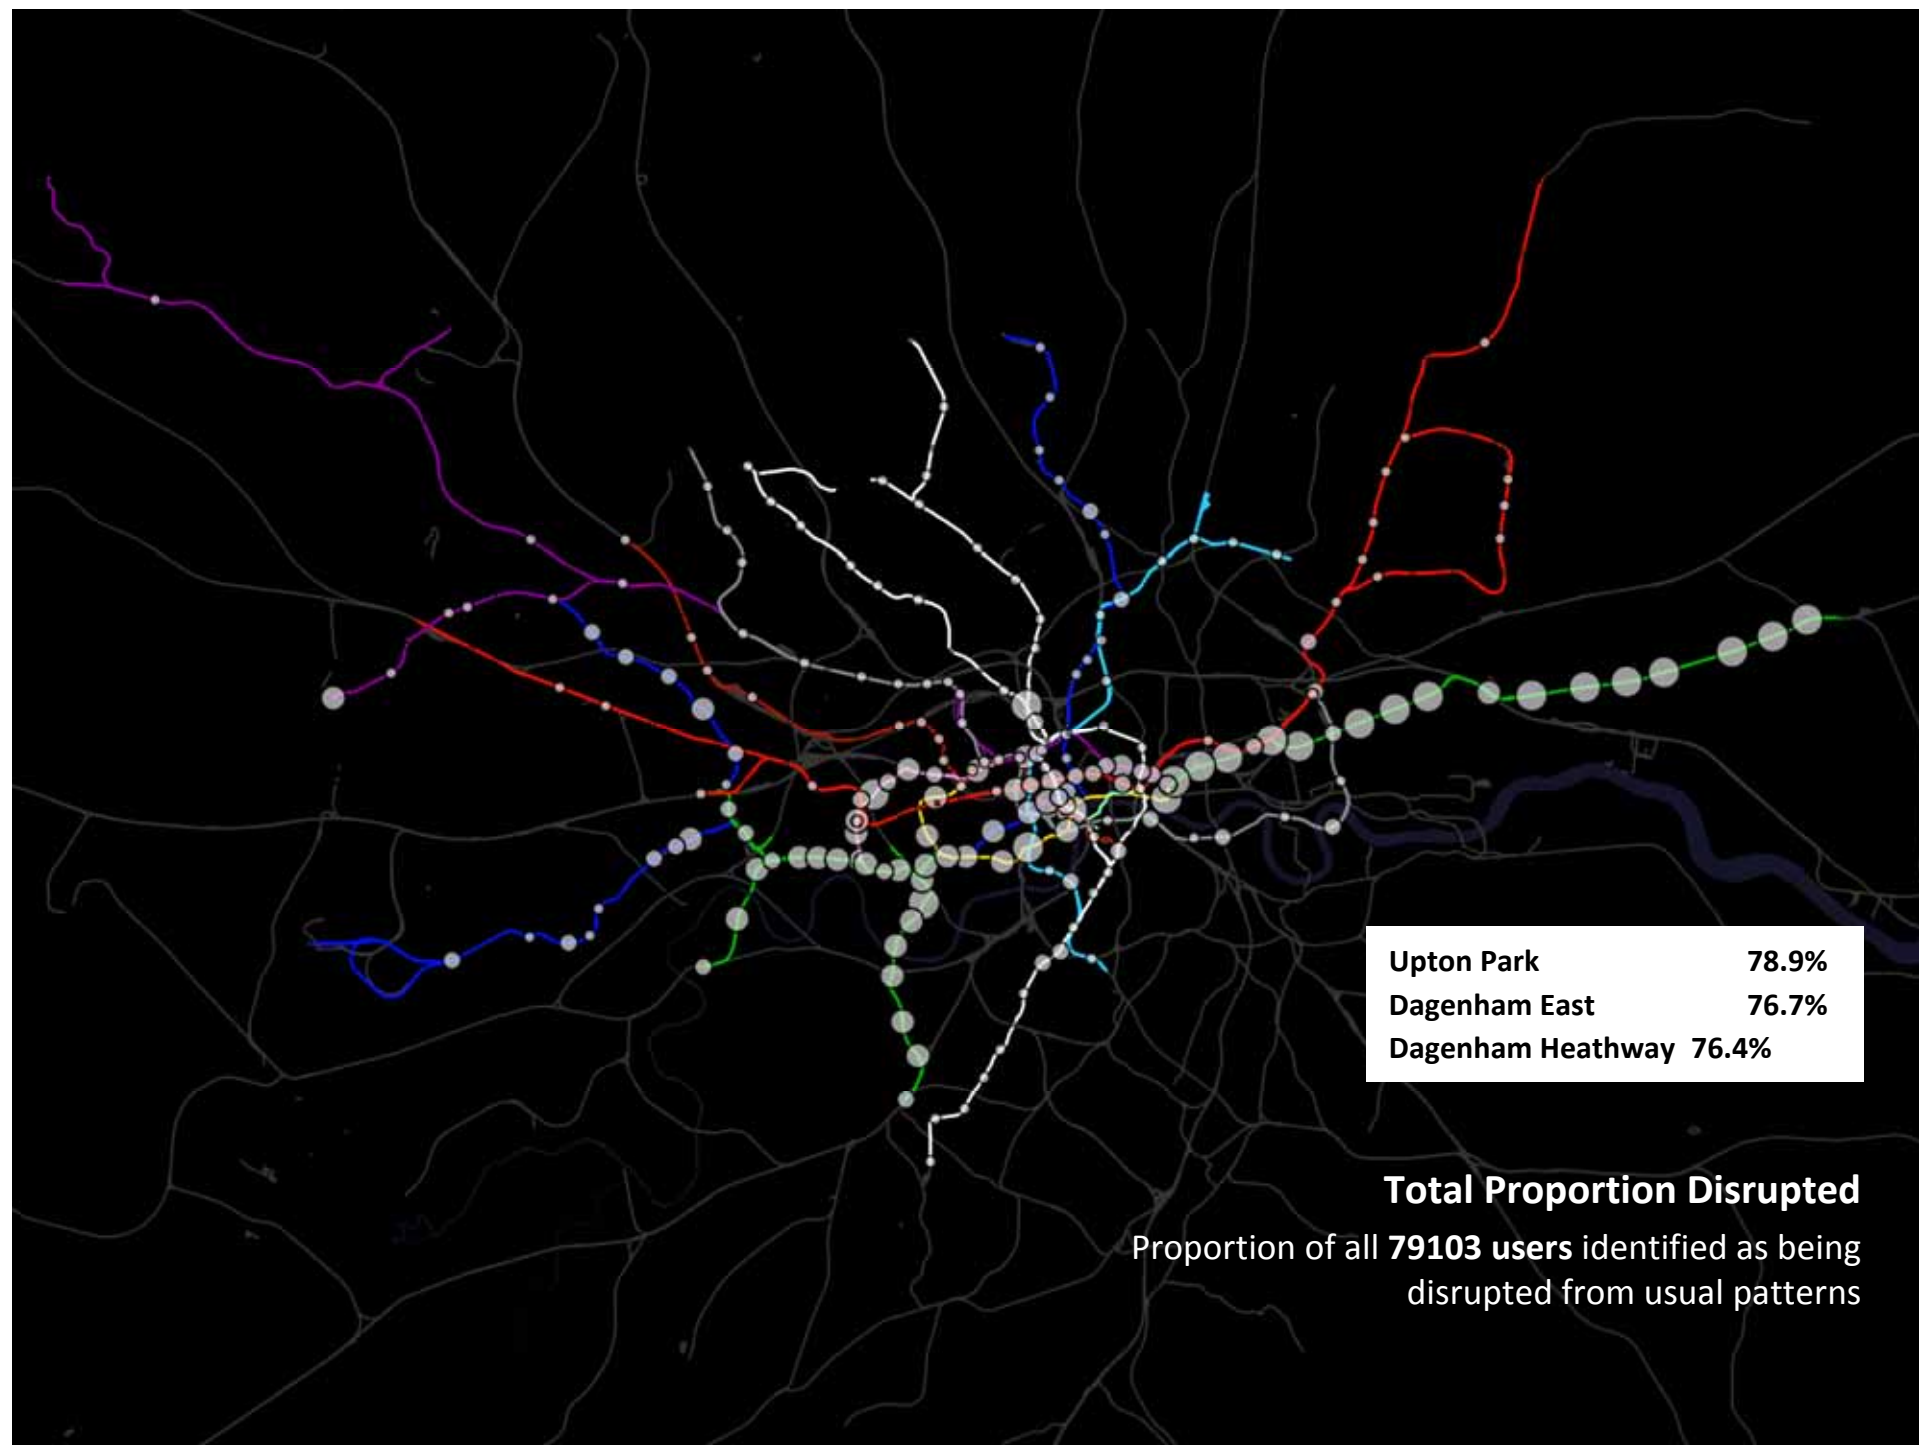 Upton Park 78.9%
Dagenham East 76.7%
Dagenham Heathway 76.4%
Total Proportion Disrupted
Proportion of all 79103 users identified as being
disrupted from usual patterns